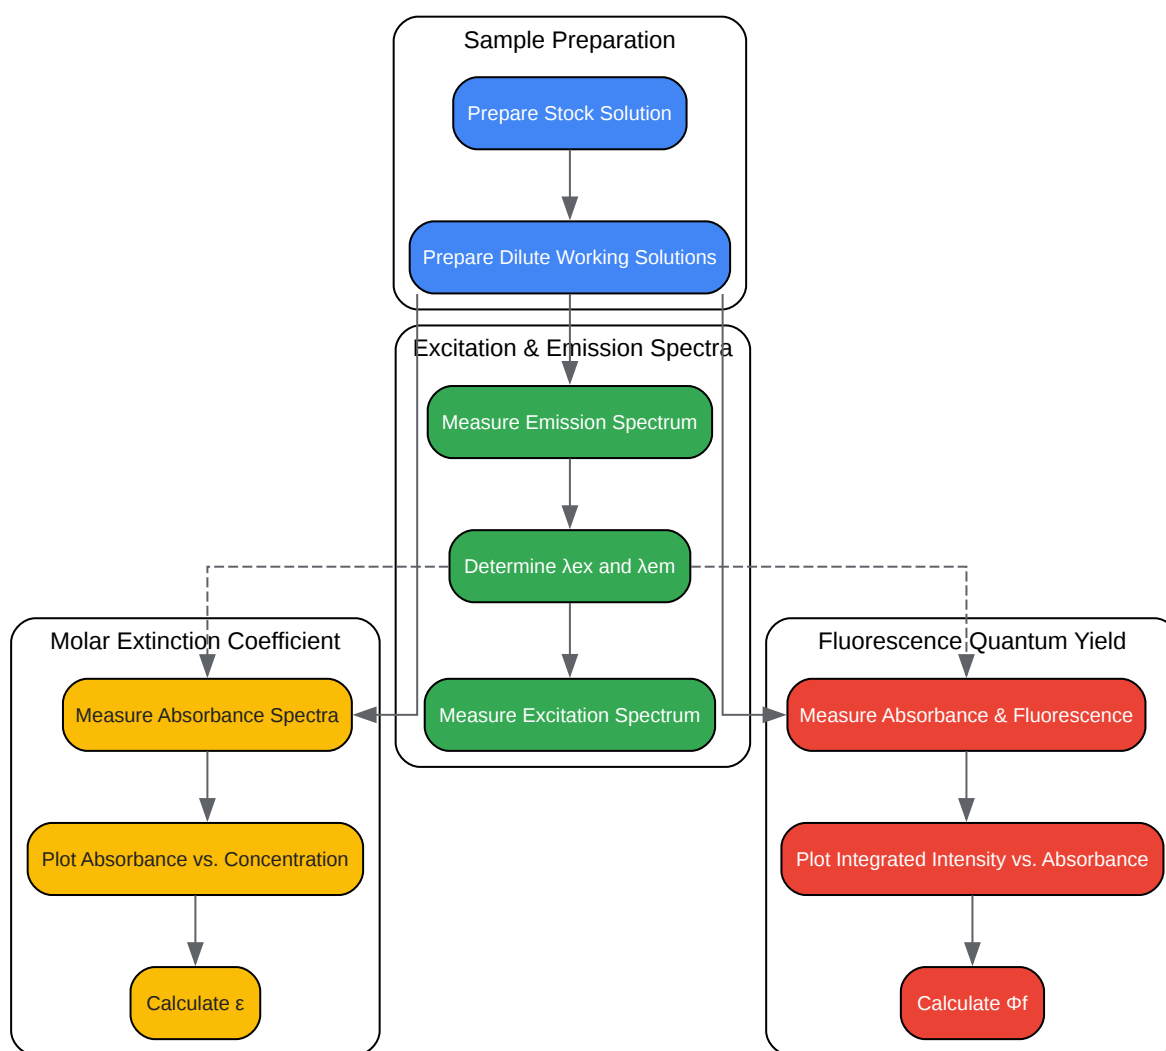 Sample Preparation
Prepare Stock Solution
Prepare Dilute Working Solutions
Excitation & Emission Spectra
Measure Emission Spectrum
Determine λex and λem
Measure Excitation Spectrum
Molar Extinction Coefficient
Measure Absorbance Spectra
Plot Absorbance vs. Concentration
Calculate ε
Fluorescence Quantum Yield
Measure Absorbance & Fluorescence
Plot Integrated Intensity vs. Absorbance
Calculate Φf